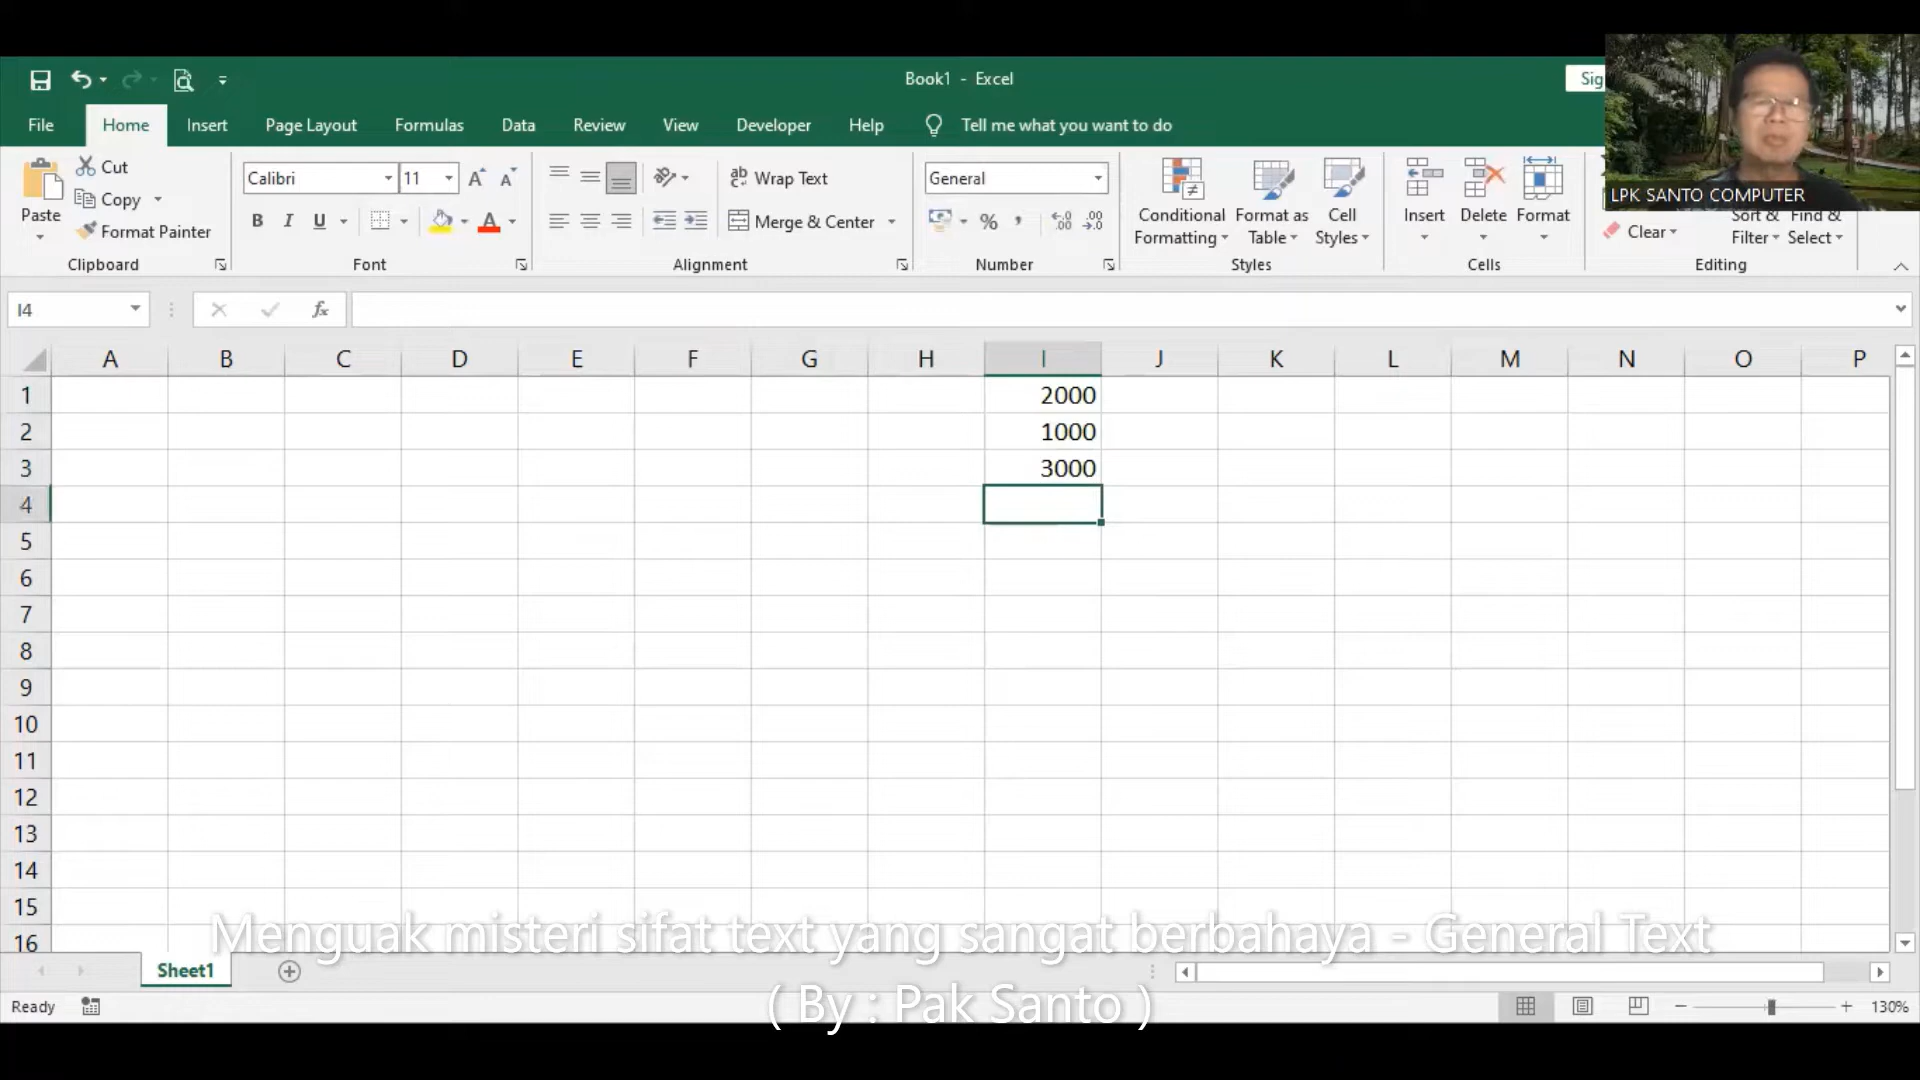 Book1 - Excel
Sig
File Home Insert Page Layout Formulas Data Review View Developer Help Tell me what you want to do
LPK SANTO COMPUTER
Paste
Cut
Copy
Format Painter
Clipboard
Calibri 11
B I U
Font
Wrap Text
Merge & Center
Alignment
General
%
Number
Conditional Formatting
Format as Table
Cell Styles
Styles
Insert Delete Format
Cells
Clear
Sort & Filter
Find & Select
Editing
I4
fx
A B C D E F G H I J K L M N O P
1 2000
2 1000
3 3000
4
5
6
7
8
9
10
11
12
13
14
15
16
Menguak misteri sifat text yang sangat berbahaya - General Text
( By : Pak Santo )
Sheet1
Ready
130%